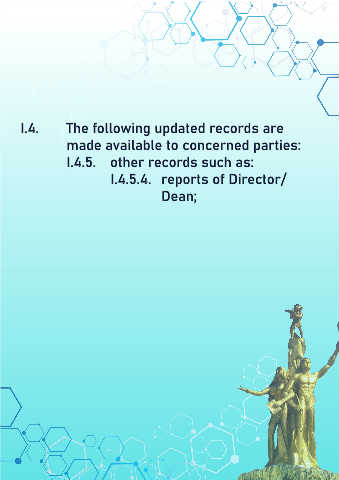 I.4. The following updated records are
made available to concerned parties:
I.4.5. other records such as:
I.4.5.4. reports of Director/
Dean;